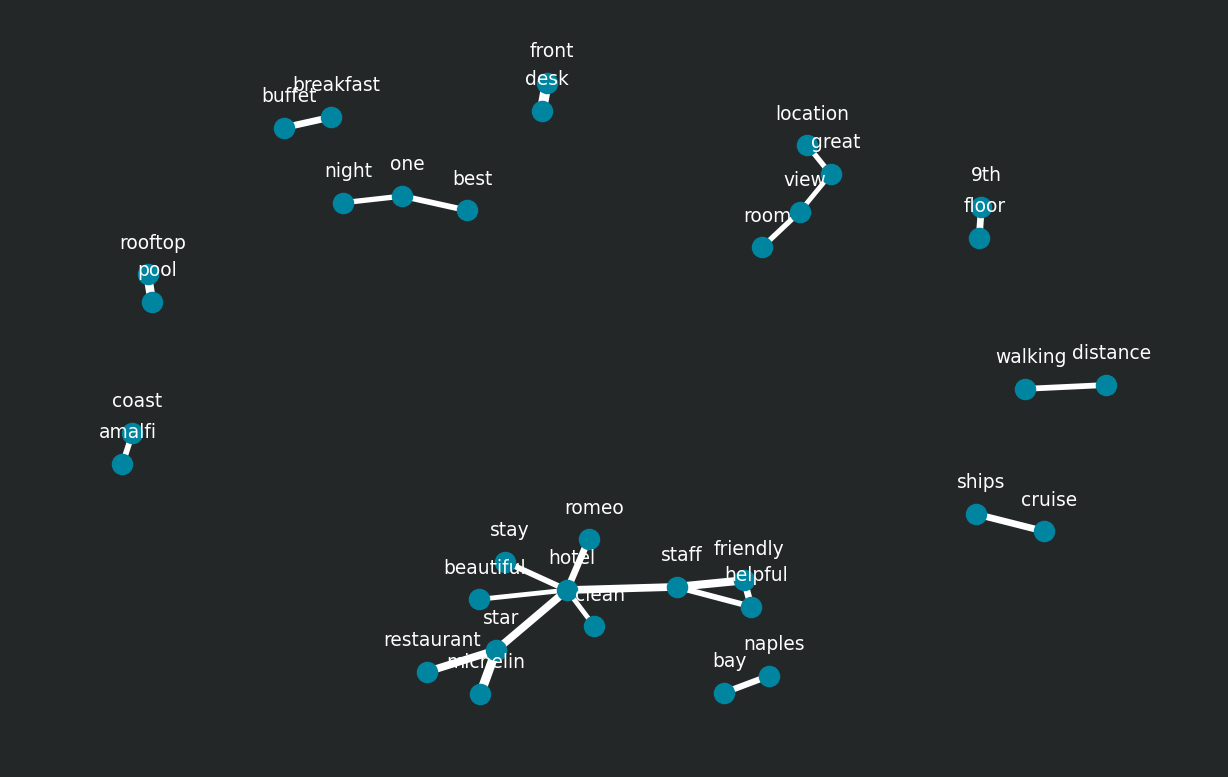 front
breakfast
desk
buffet
location
great
night
one
best
view
9th
room
floor
rooftop
pool
walking
distance
coast
amalfi
ships
cruise
romeo
stay
hotel
staff
friendly
beautiful
helpful
clean
star
restaurant
michelin
naples
bay